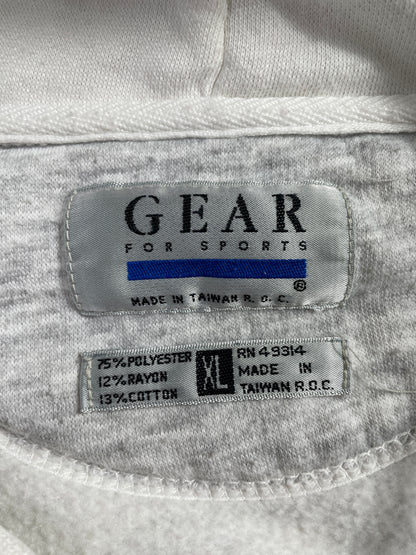 GEAR
FOR SPORTS
®
MADE IN TAIWAN R.O.C.
75% POLYESTER
12% RAYON
13% COTTON
XL
RN 49314
MADE IN
TAIWAN R.O.C.